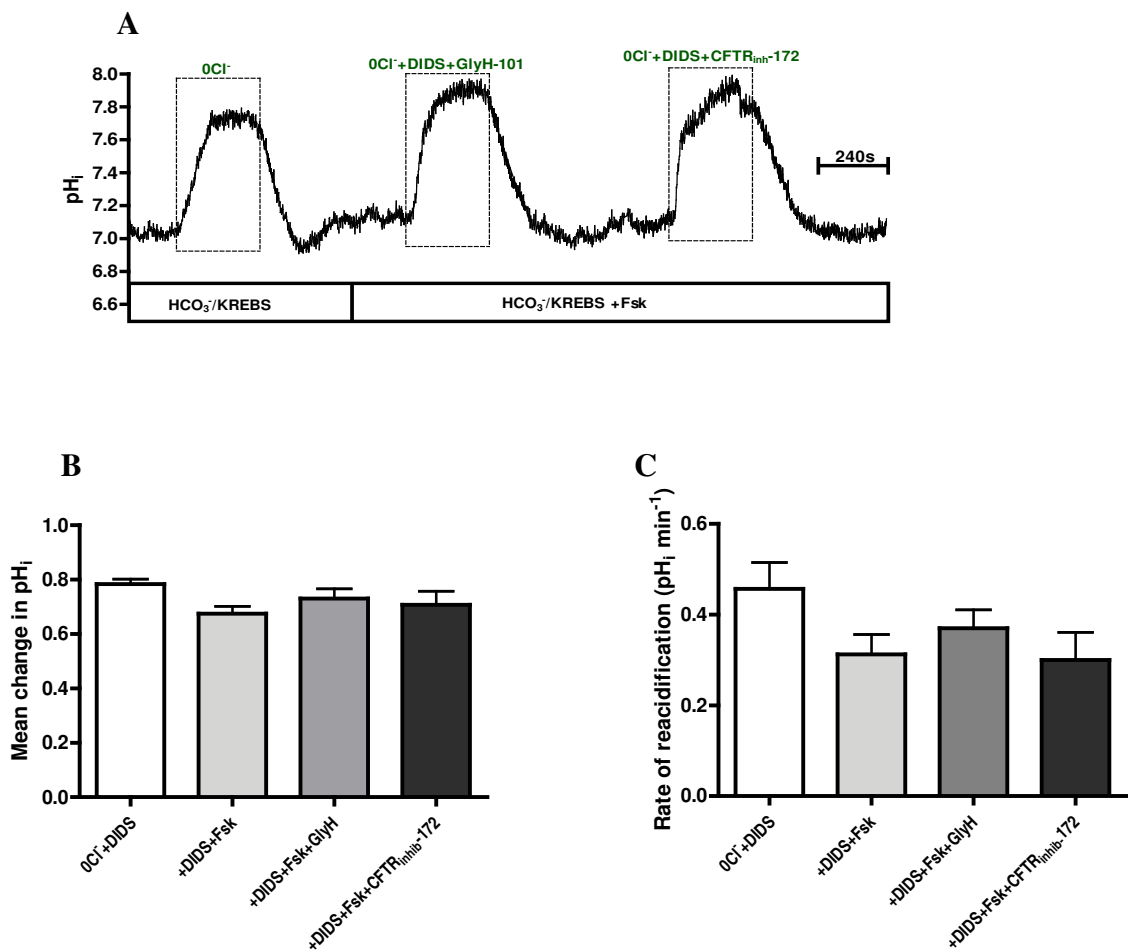 A
0Cl⁻
0Cl⁻+DIDS+GlyH-101
0Cl⁻+DIDS+CFTRinh-172
8.0
7.8
7.6
7.4
7.2
7.0
6.8
6.6
pHi
240s
HCO3⁻/KREBS
HCO3⁻/KREBS +Fsk
B
Mean change in pHi
1.0
0.8
0.6
0.4
0.2
0.0
0Cl⁻+DIDS
+DIDS+Fsk
+DIDS+Fsk+GlyH
+DIDS+Fsk+CFTRinhib-172
C
Rate of reacidification (pHi min-1)
0.6
0.4
0.2
0.0
0Cl⁻+DIDS
+DIDS+Fsk
+DIDS+Fsk+GlyH
+DIDS+Fsk+CFTRinhib-172